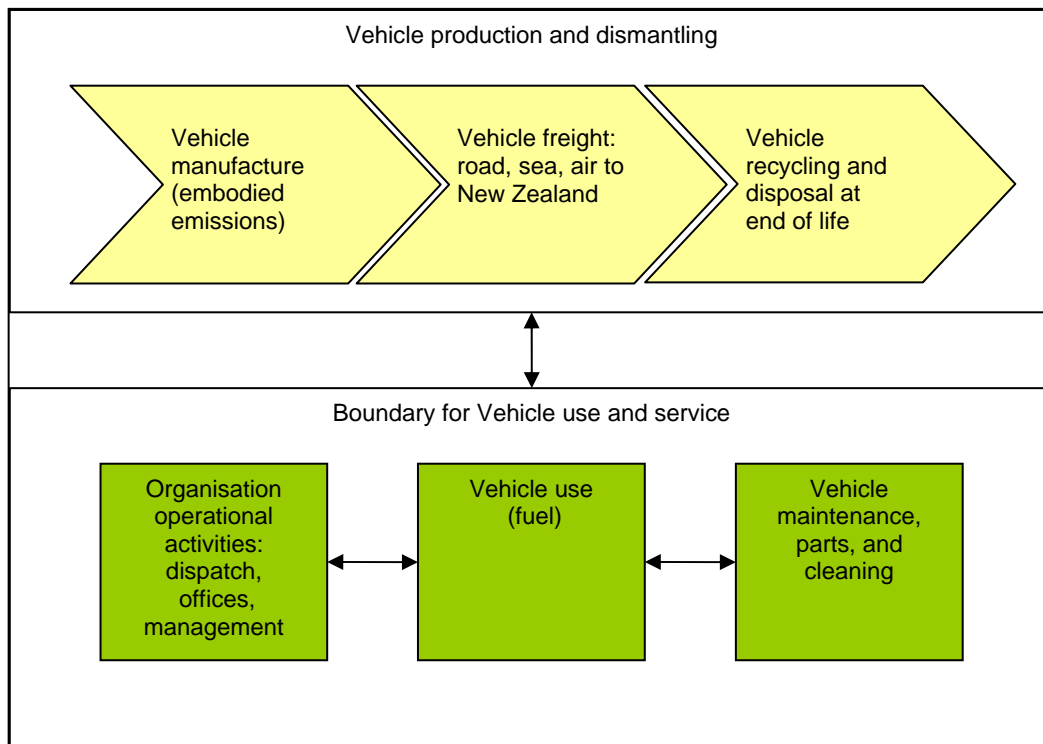 Vehicle production and dismantling
Vehicle
manufacture
(embodied
emissions)
Vehicle freight:
road, sea, air to
New Zealand
Vehicle
recycling and
disposal at
end of life
Boundary for Vehicle use and service
Organisation
operational
activities:
dispatch,
offices,
management
Vehicle use
(fuel)
Vehicle
maintenance,
parts, and
cleaning